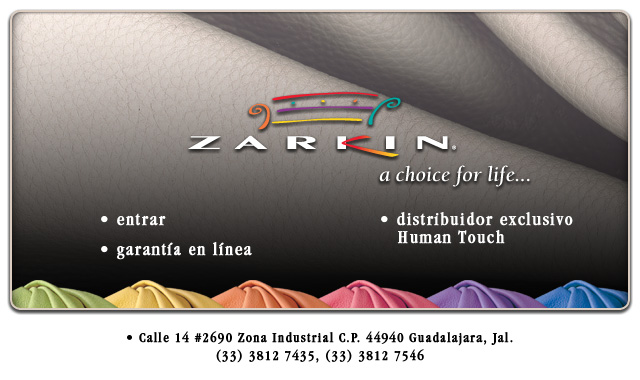 ZARKIN®
a choice for life...
• entrar
• garantía en línea
• distribuidor exclusivo
Human Touch
• Calle 14 #2690 Zona Industrial C.P. 44940 Guadalajara, Jal.
(33) 3812 7435, (33) 3812 7546